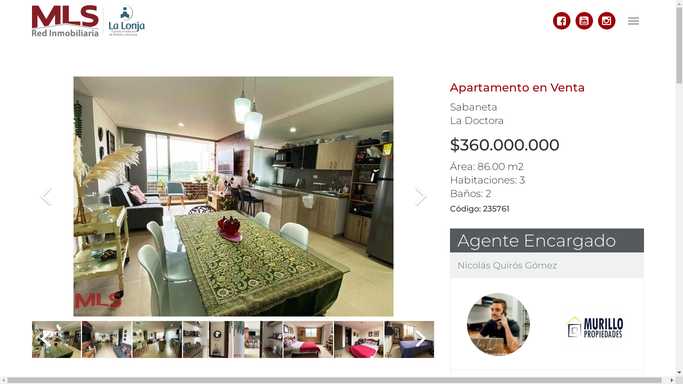 MLS
Red Inmobiliaria
La Lonja
Apartamento en Venta
Sabaneta
La Doctora
$360.000.000
Área: 86.00 m2
Habitaciones: 3
Baños: 2
Código: 235761
MLS
Agente Encargado
Nicolás Quirós Gómez
MURILLO
PROPIEDADES